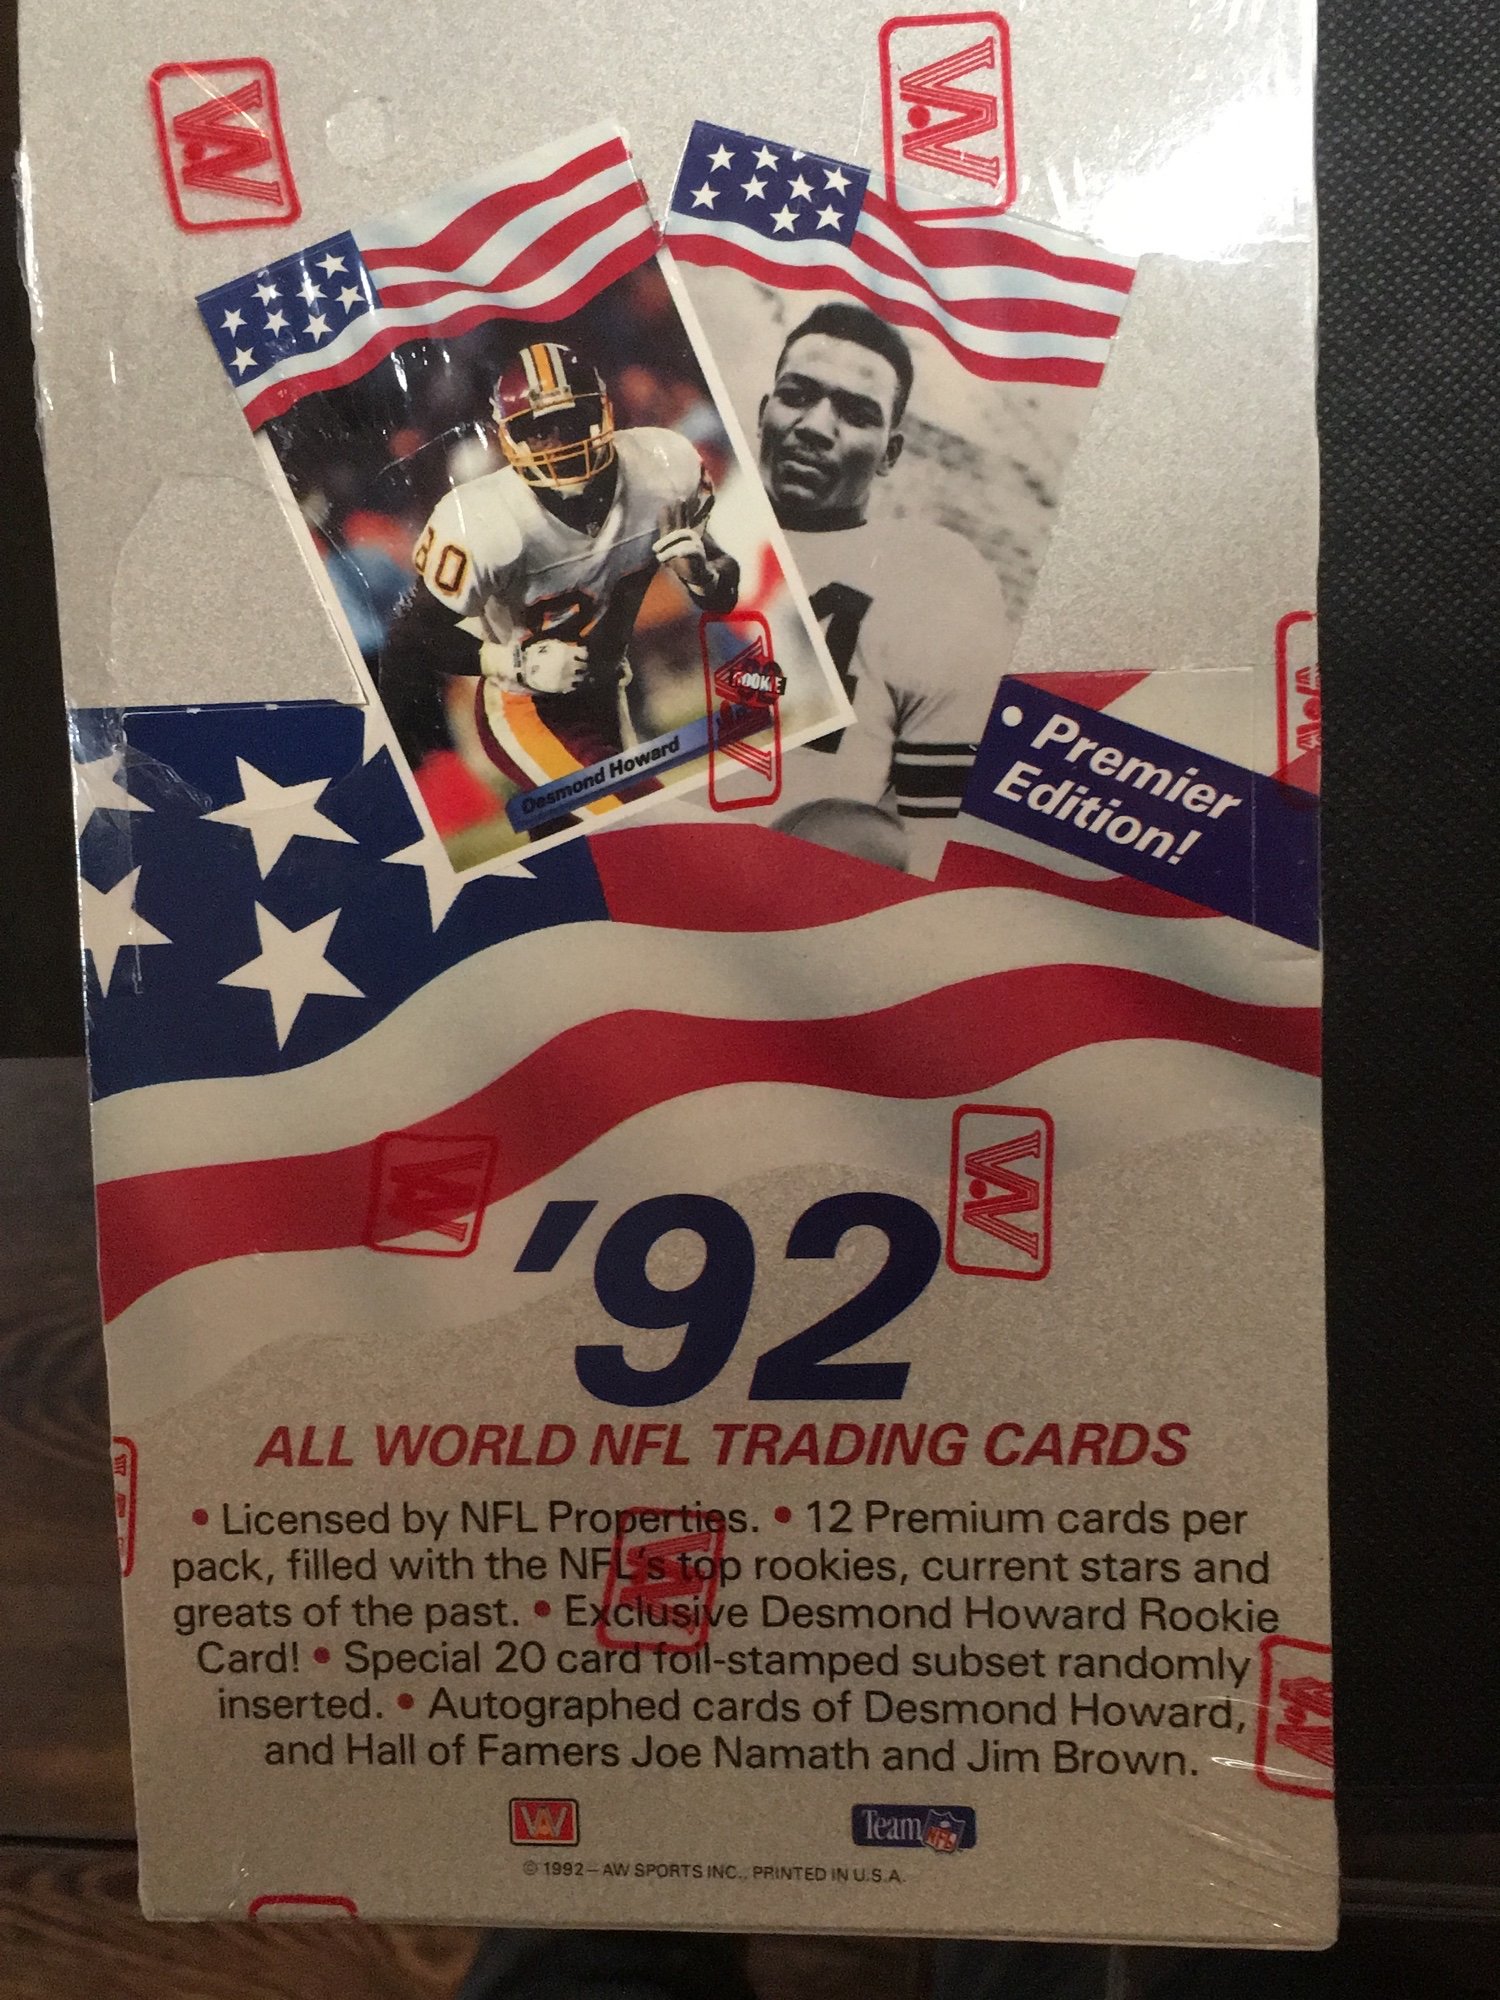 80
ROOKIE
Desmond Howard
• Premier
Edition!
'92
ALL WORLD NFL TRADING CARDS
• Licensed by NFL Properties. • 12 Premium cards per
pack, filled with the NFL's top rookies, current stars and
greats of the past. • Exclusive Desmond Howard Rookie
Card! • Special 20 card foil-stamped subset randomly
inserted. • Autographed cards of Desmond Howard,
and Hall of Famers Joe Namath and Jim Brown.
AW
Team NFL
© 1992 – AW SPORTS INC., PRINTED IN U.S.A.